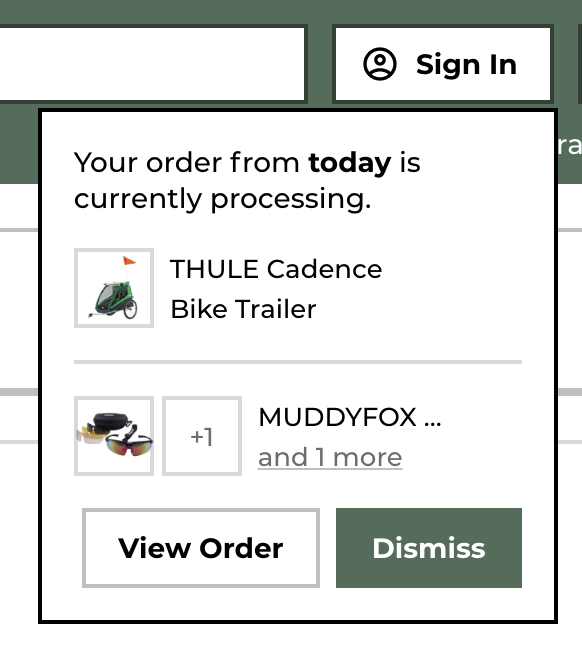 Sign In
ra
Your order from today is
currently processing.
THULE Cadence
Bike Trailer
+1
MUDDYFOX ...
and 1 more
View Order
Dismiss